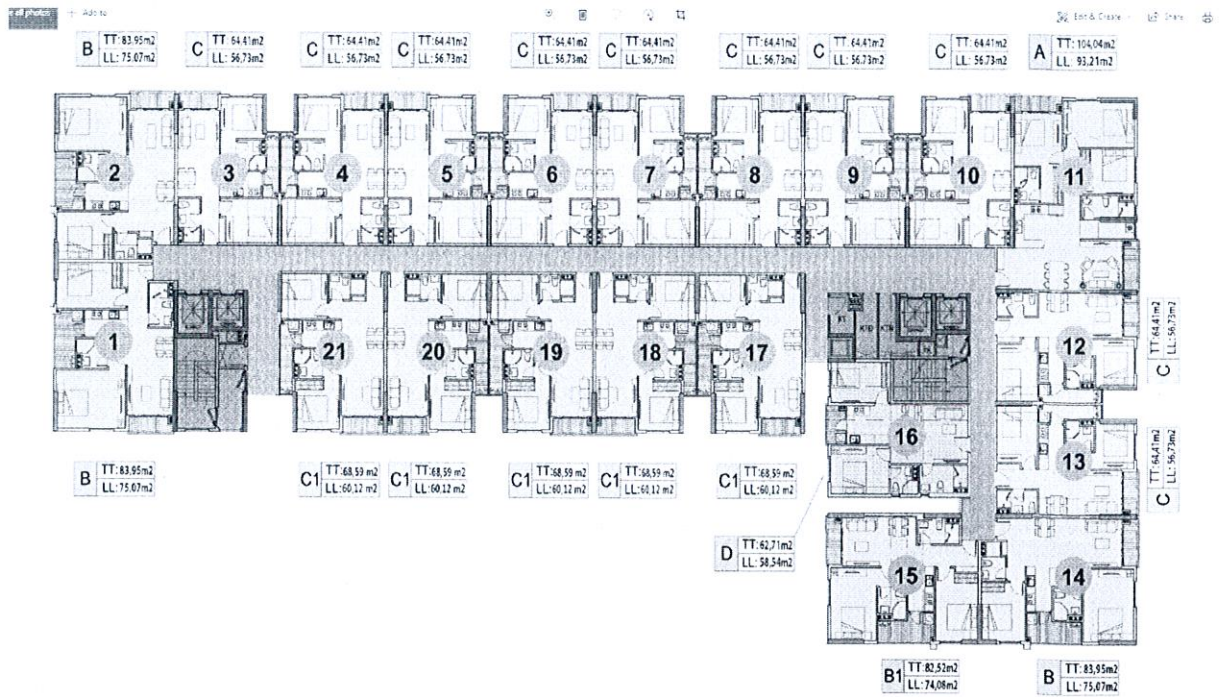 Add to
Edit & Create
Share
B TT: 83.95m2
LL: 75.07m2
C TT: 64.41m2
LL: 56,73m2
C TT: 64.41m2
LL: 56,73m2
C TT: 64.41m2
LL: 56,73m2
C TT: 64.41m2
LL: 56,73m2
C TT: 64.41m2
LL: 56,73m2
C TT: 64.41m2
LL: 56.73m2
C TT: 64.41m2
LL: 56.73m2
C TT: 64.41m2
LL: 56.73m2
A TT: 104,04m2
LL: 93,21m2
2
3
4
5
6
7
8
9
10
11
1
21
20
19
18
17
12
C TT: 64.41m2
LL: 56,73m2
16
13
C TT: 64,41m2
LL: 56,73m2
B TT: 83,95m2
LL: 75.07m2
C1 TT:68,59 m2
LL:60,12 m2
C1 TT:68,59 m2
LL:60,12 m2
C1 TT:68,59 m2
LL:60,12 m2
C1 TT:68,59 m2
LL:60,12 m2
C1 TT:68,59 m2
LL:60,12 m2
D TT:62,71m2
LL: 58,54m2
15
14
B1 TT:82,52m2
LL:74,08m2
B TT:83,95m2
LL: 75,07m2